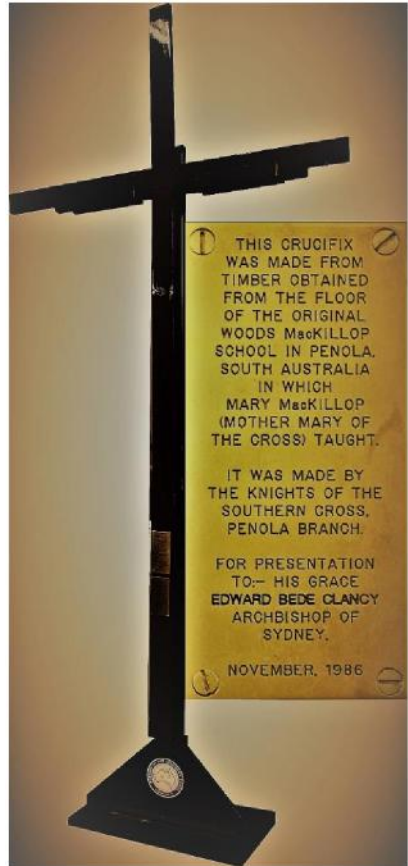 THIS CRUCIFIX
WAS MADE FROM
TIMBER OBTAINED
FROM THE FLOOR
OF THE ORIGINAL
WOODS MacKILLOP
SCHOOL IN PENOLA,
SOUTH AUSTRALIA
IN WHICH
MARY MacKILLOP
(MOTHER MARY OF
THE CROSS) TAUGHT.
IT WAS MADE BY
THE KNIGHTS OF THE
SOUTHERN CROSS,
PENOLA BRANCH.
FOR PRESENTATION
TO:- HIS GRACE
EDWARD BEDE CLANCY
ARCHBISHOP OF
SYDNEY.
NOVEMBER, 1986